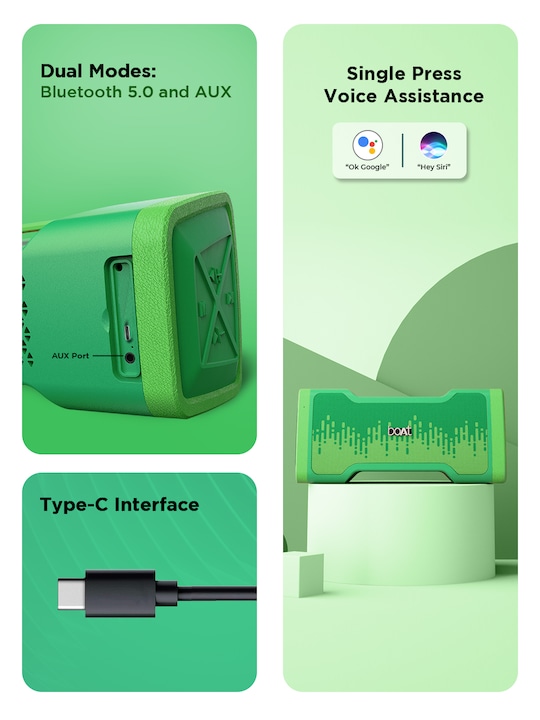 Dual Modes:
Bluetooth 5.0 and AUX
AUX Port
Type-C Interface
Single Press
Voice Assistance
"Ok Google"
"Hey Siri"